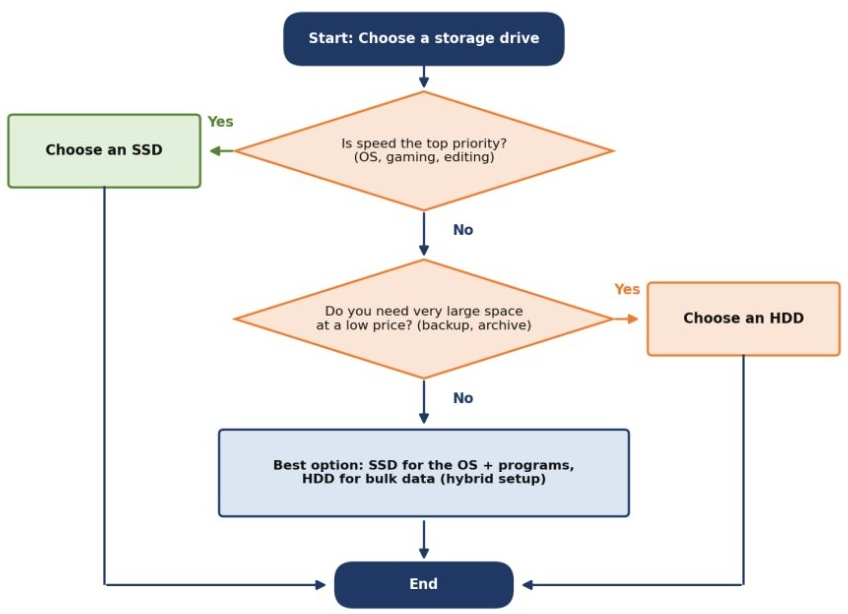 Start: Choose a storage drive
Yes
Choose an SSD
Is speed the top priority?
(OS, gaming, editing)
No
Do you need very large space
at a low price? (backup, archive)
Yes
Choose an HDD
No
Best option: SSD for the OS + programs,
HDD for bulk data (hybrid setup)
End